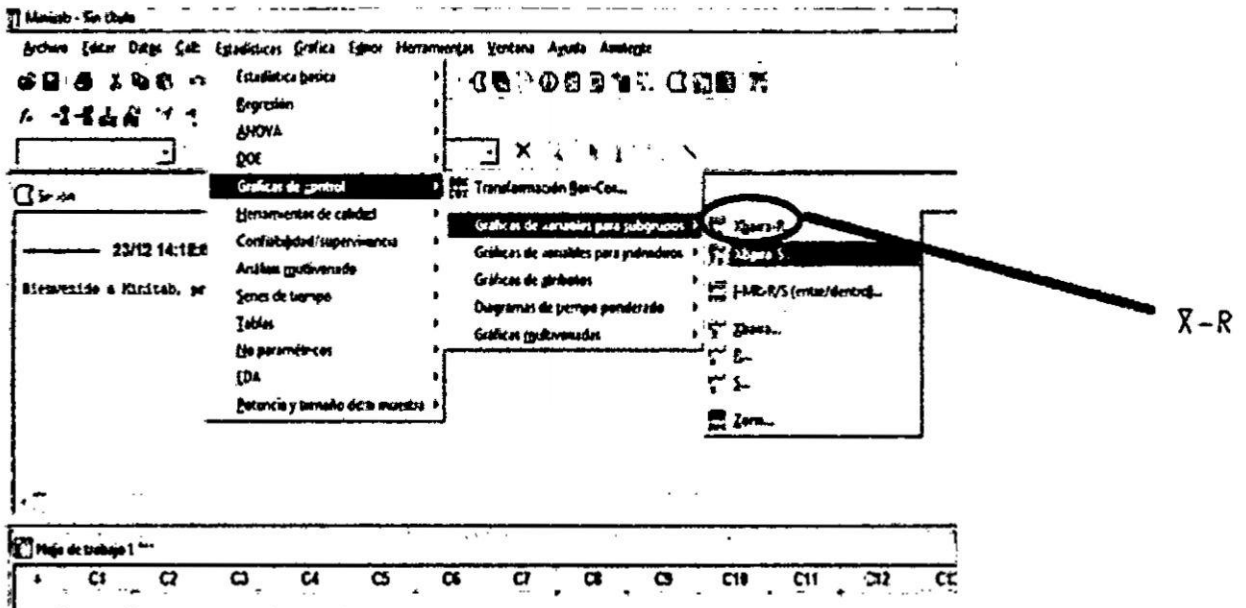 Minitab - Sin título
Archivo Editar Datos Calc Estadísticas Gráfica Editor Herramientas Ventana Ayuda Asistente
Estadística básica
Regresión
ANOVA
DOE
Gráficas de control
Herramientas de calidad
Confiabilidad/supervivencia
Análisis multivariado
Series de tiempo
Tablas
No paramétricos
EDA
Potencia y tamaño de la muestra
Transformación Box-Cox...
Gráficas de variables para subgrupos
Gráficas de variables para individuos
Gráficas de atributos
Diagramas de tiempo ponderado
Gráficas multivariadas
Xbarra-R
Xbarra-S
I-MR-R/S (entre/dentro)...
Xbarra...
R...
S...
Zona...
X̄-R
Sesión
23/12 14:18:
Bienvenido a Minitab, pr
Hoja de trabajo 1 ***
C1 C2 C3 C4 C5 C6 C7 C8 C9 C10 C11 C12